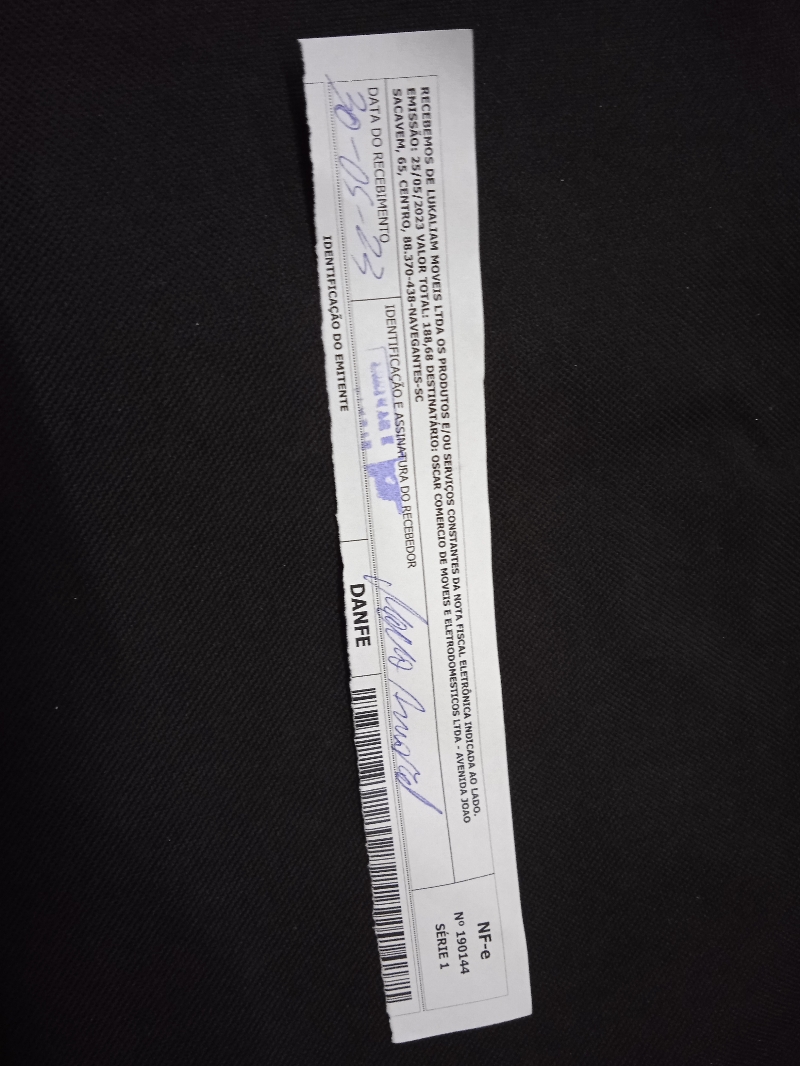 RECEBEMOS DE LUKALIAM MOVEIS LTDA OS PRODUTOS E/OU SERVIÇOS CONSTANTES DA NOTA FISCAL ELETRÔNICA INDICADA AO LADO.
EMISSÃO: 25/05/2023 VALOR TOTAL: 188,68 DESTINATÁRIO: OSCAR COMERCIO DE MOVEIS E ELETRODOMESTICOS LTDA - AVENIDA JOAO
SACAVEM, 65, CENTRO, 88.370-438-NAVEGANTES-SC
NF-e
Nº 190144
SÉRIE 1
DATA DO RECEBIMENTO
30-05-23
IDENTIFICAÇÃO E ASSINATURA DO RECEBEDOR
IDENTIFICAÇÃO DO EMITENTE
DANFE